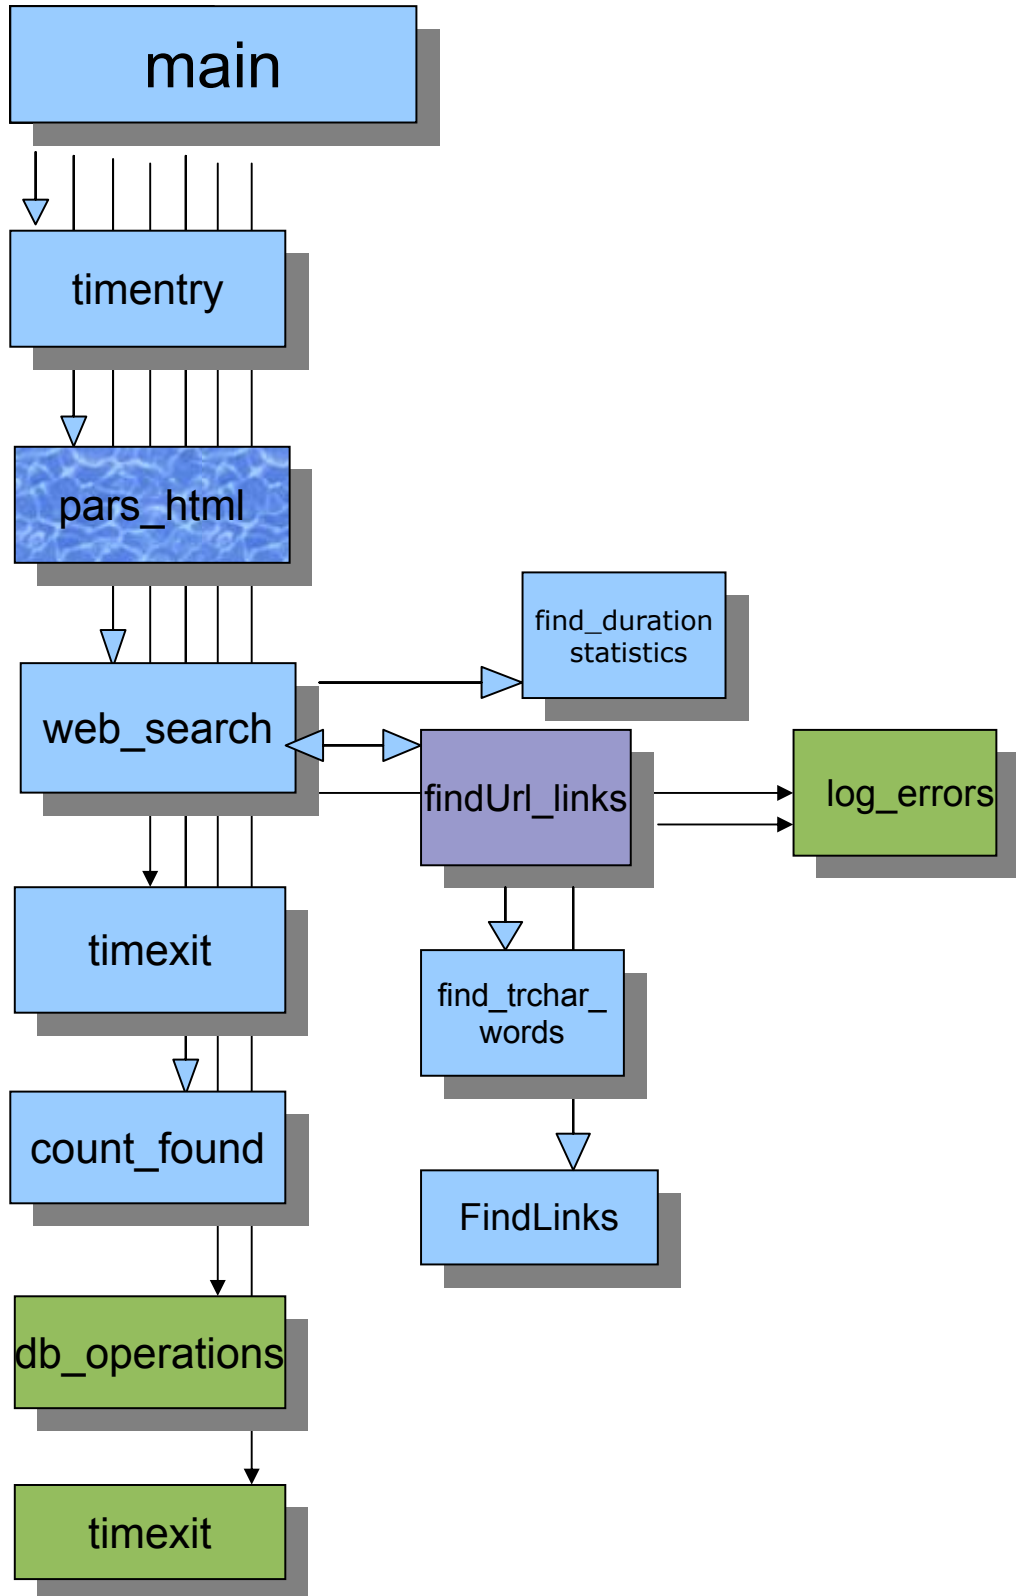 main
timentry
pars_html
find_duration
statistics
web_search
findUrl_links
log_errors
timexit
find_trchar_
words
count_found
FindLinks
db_operations
timexit